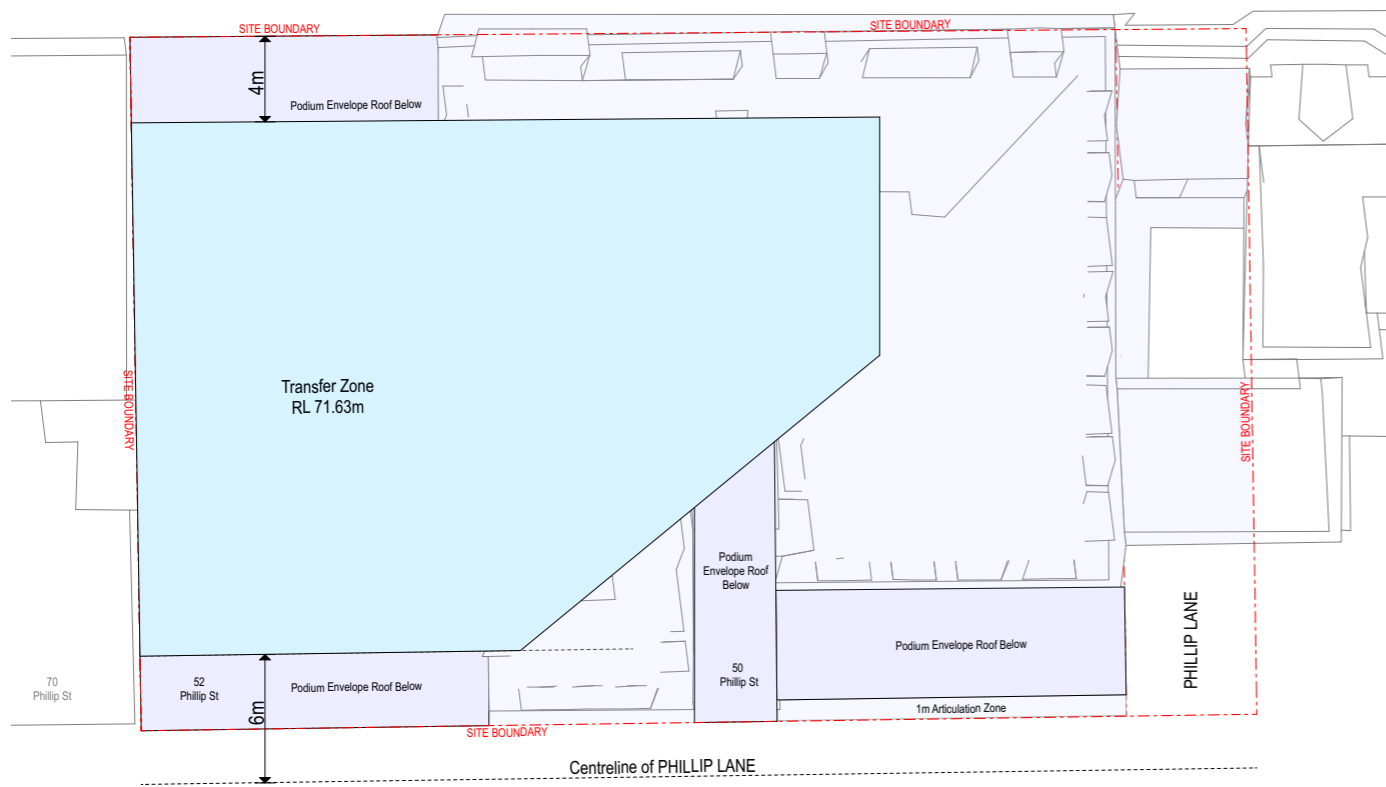 SITE BOUNDARY
SITE BOUNDARY
4m
Podium Envelope Roof Below
Transfer Zone
RL 71.63m
SITE BOUNDARY
SITE BOUNDARY
Podium
Envelope Roof
Below
50
Phillip St
Podium Envelope Roof Below
PHILLIP LANE
70
Phillip St
52
Phillip St
Podium Envelope Roof Below
6m
1m Articulation Zone
SITE BOUNDARY
Centreline of PHILLIP LANE